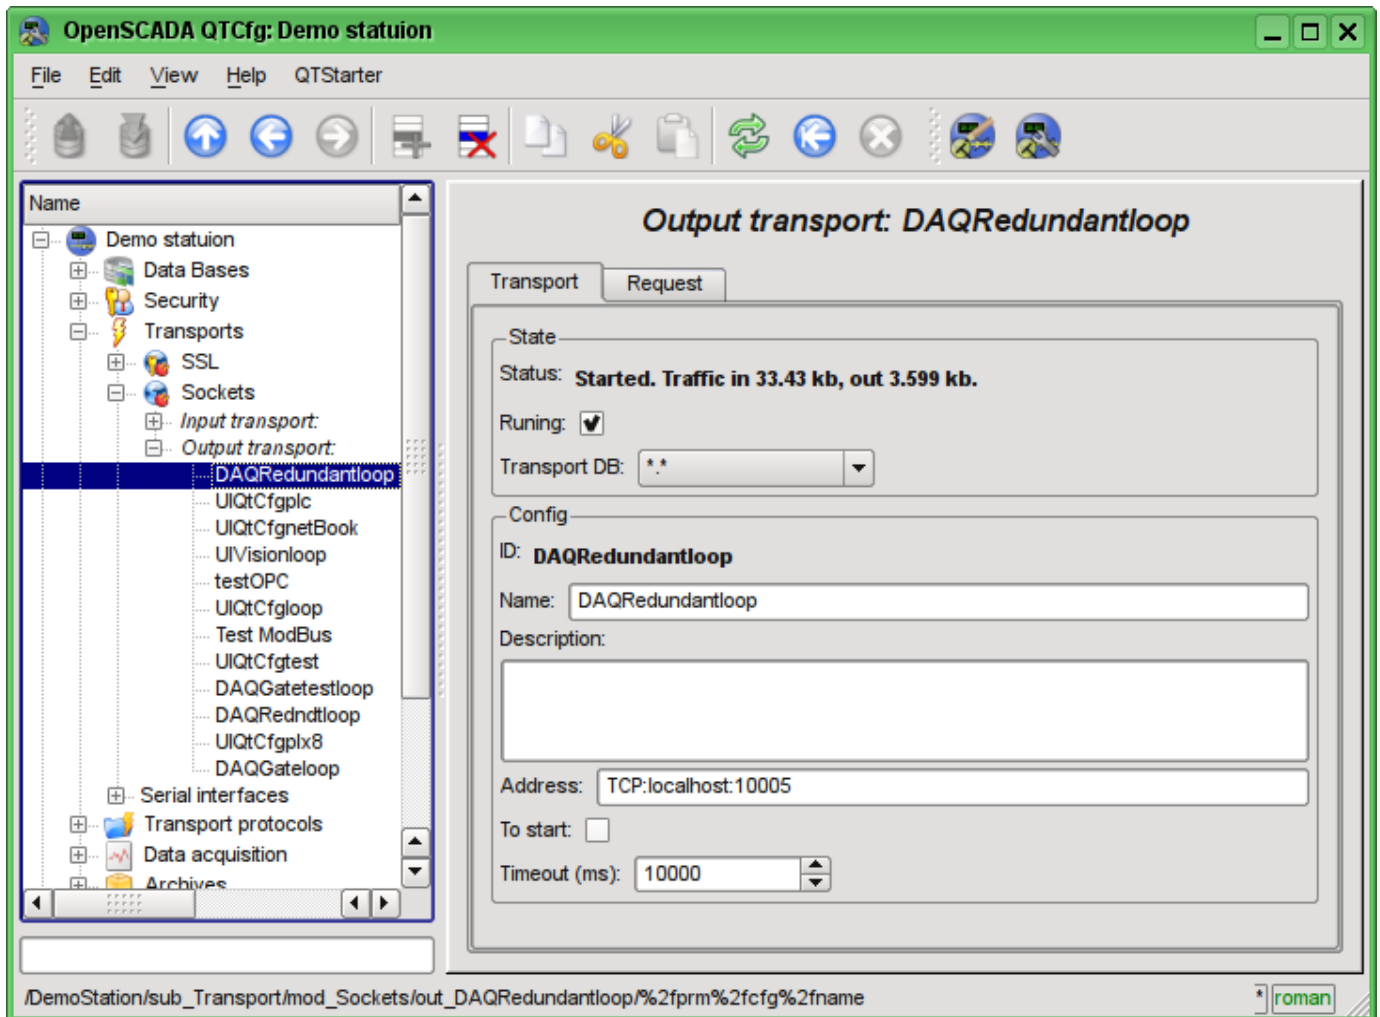 OpenSCADA QTCfg: Demo statuion
File Edit View Help QTStarter
Name
Demo statuion
Data Bases
Security
Transports
SSL
Sockets
Input transport:
Output transport:
DAQRedundantloop
UIQtCfgplc
UIQtCfgnetBook
UIVisionloop
testOPC
UIQtCfgloop
Test ModBus
UIQtCfgtest
DAQGatetestloop
DAQRedndtloop
UIQtCfgplx8
DAQGateloop
Serial interfaces
Transport protocols
Data acquisition
Archives
Output transport: DAQRedundantloop
Transport Request
State
Status: Started. Traffic in 33.43 kb, out 3.599 kb.
Runing:
Transport DB: *.*
Config
ID: DAQRedundantloop
Name: DAQRedundantloop
Description:
Address: TCP:localhost:10005
To start:
Timeout (ms): 10000
/DemoStation/sub_Transport/mod_Sockets/out_DAQRedundantloop/%2fprm%2fcfg%2fname
* roman